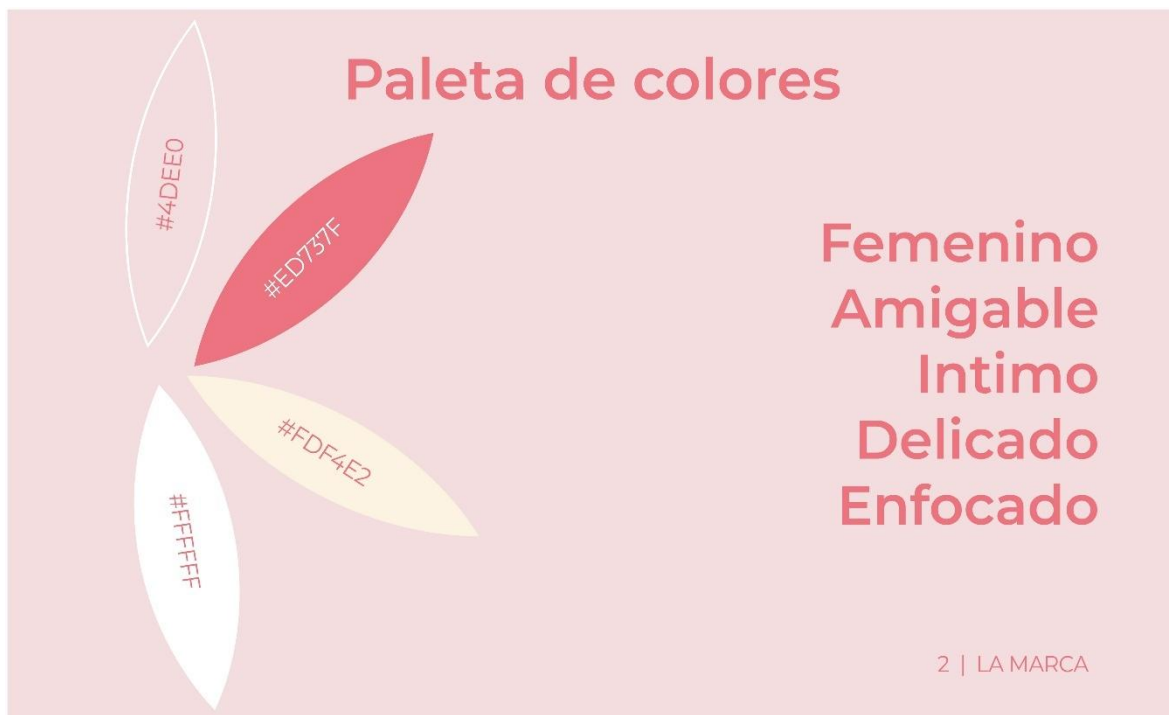 Paleta de colores
#4DEE0
#ED737F
#FDF4E2
#FFFFFF
Femenino
Amigable
Intimo
Delicado
Enfocado
2 | LA MARCA